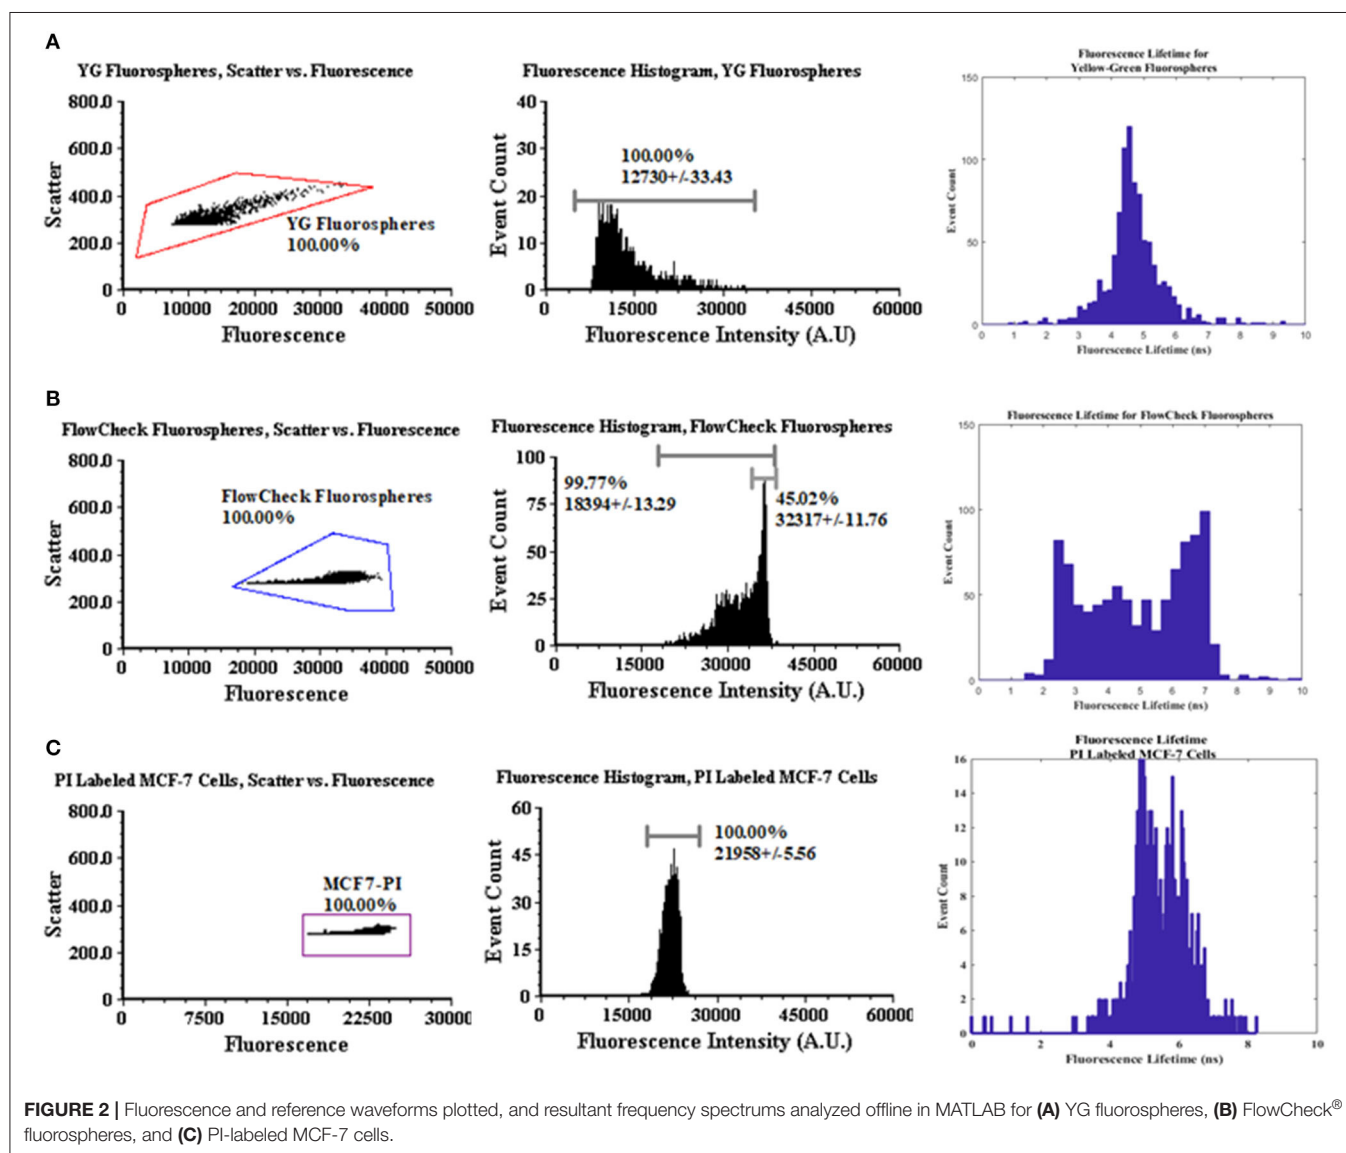 A
YG Fluorospheres, Scatter vs. Fluorescence
800.0
600.0
400.0
200.0
0
Scatter
YG Fluorospheres
100.00%
0 10000 20000 30000 40000 50000
Fluorescence
Fluorescence Histogram, YG Fluorospheres
40
30
20
10
0
Event Count
100.00%
12730+/-33.43
0 15000 30000 45000 60000
Fluorescence Intensity (A.U)
Fluorescence Lifetime for
Yellow-Green Fluorospheres
150
100
50
0
Event Count
0 1 2 3 4 5 6 7 8 9 10
Fluorescence Lifetime (ns)
B
FlowCheck Fluorospheres, Scatter vs. Fluorescence
800.0
600.0
400.0
200.0
0
Scatter
FlowCheck Fluorospheres
100.00%
0 10000 20000 30000 40000 50000
Fluorescence
Fluorescence Histogram, FlowCheck Fluorospheres
100
75
50
25
0
Event Count
99.77%
18394+/-13.29
45.02%
32317+/-11.76
0 15000 30000 45000 60000
Fluorescence Intensity (A.U.)
Fluorescence Lifetime for FlowCheck Fluorospheres
150
100
50
0
Event Count
0 1 2 3 4 5 6 7 8 9 10
Fluorescence Lifetime (ns)
C
PI Labeled MCF-7 Cells, Scatter vs. Fluorescence
800.0
600.0
400.0
200.0
0
Scatter
MCF7-PI
100.00%
0 7500 15000 22500 30000
Fluorescence
Fluorescence Histogram, PI Labeled MCF-7 Cells
60
45
30
15
0
Event Count
100.00%
21958+/-5.56
0 15000 30000 45000 60000
Fluorescence Intensity (A.U.)
Fluorescence Lifetime
PI Labeled MCF-7 Cells
16
14
12
10
8
6
4
2
0
Event Count
0 2 4 6 8 10
Fluorescence Lifetime (ns)
FIGURE 2 | Fluorescence and reference waveforms plotted, and resultant frequency spectrums analyzed offline in MATLAB for (A) YG fluorospheres, (B) FlowCheck®
fluorospheres, and (C) PI-labeled MCF-7 cells.